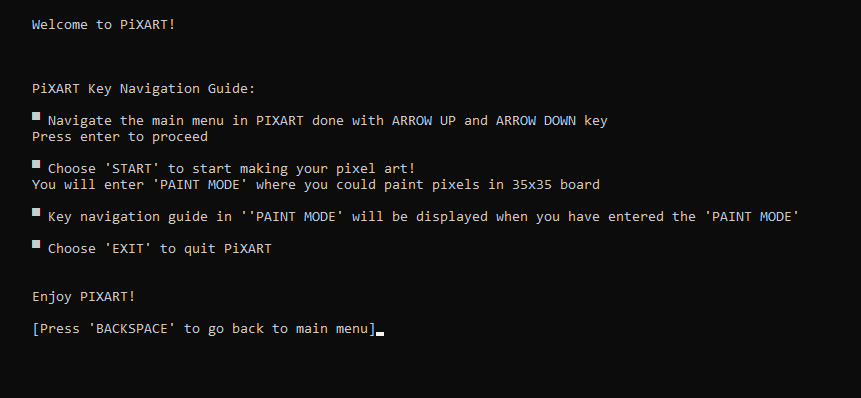 Welcome to PiXART!
PiXART Key Navigation Guide:
▀ Navigate the main menu in PIXART done with ARROW UP and ARROW DOWN key
Press enter to proceed
▀ Choose 'START' to start making your pixel art!
You will enter 'PAINT MODE' where you could paint pixels in 35x35 board
▀ Key navigation guide in ''PAINT MODE' will be displayed when you have entered the 'PAINT MODE'
▀ Choose 'EXIT' to quit PiXART
Enjoy PIXART!
[Press 'BACKSPACE' to go back to main menu]